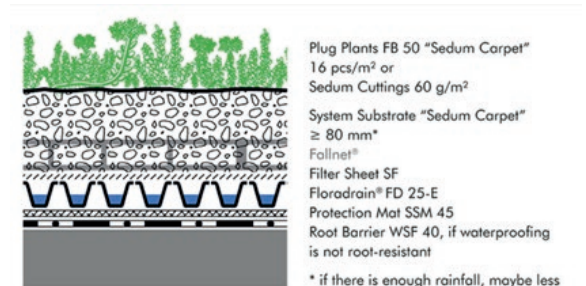 Plug Plants FB 50 “Sedum Carpet”
16 pcs/m² or
Sedum Cuttings 60 g/m²
System Substrate “Sedum Carpet”
≥ 80 mm*
Fallnet®
Filter Sheet SF
Floradrain® FD 25-E
Protection Mat SSM 45
Root Barrier WSF 40, if waterproofing
is not root-resistant
* if there is enough rainfall, maybe less